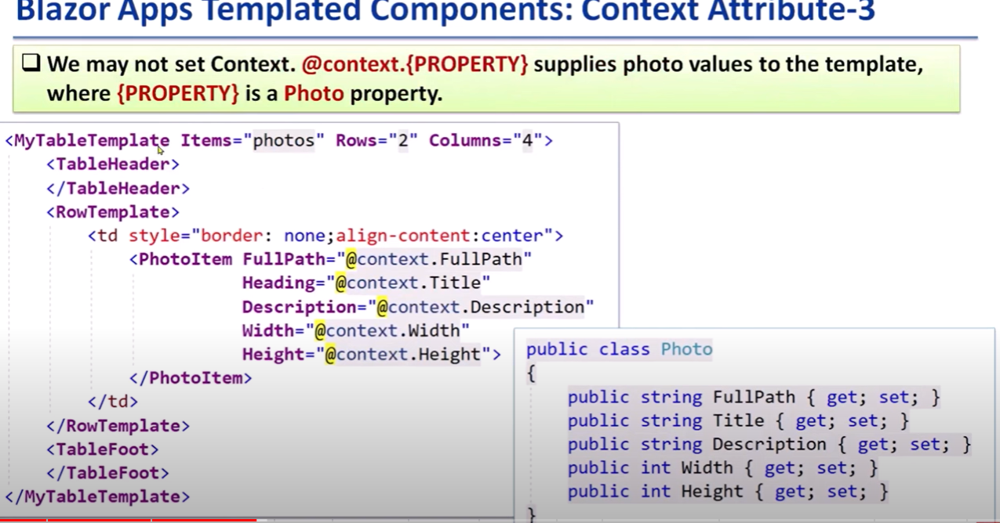 Blazor Apps Templated Components: Context Attribute-3
❑ We may not set Context. @context.{PROPERTY} supplies photo values to the template,
where {PROPERTY} is a Photo property.
<MyTableTemplate Items="photos" Rows="2" Columns="4">
<TableHeader>
</TableHeader>
<RowTemplate>
<td style="border: none;align-content:center">
<PhotoItem FullPath="@context.FullPath"
Heading="@context.Title"
Description="@context.Description"
Width="@context.Width"
Height="@context.Height">
</PhotoItem>
</td>
</RowTemplate>
<TableFoot>
</TableFoot>
</MyTableTemplate>
public class Photo
{
public string FullPath { get; set; }
public string Title { get; set; }
public string Description { get; set; }
public int Width { get; set; }
public int Height { get; set; }
}